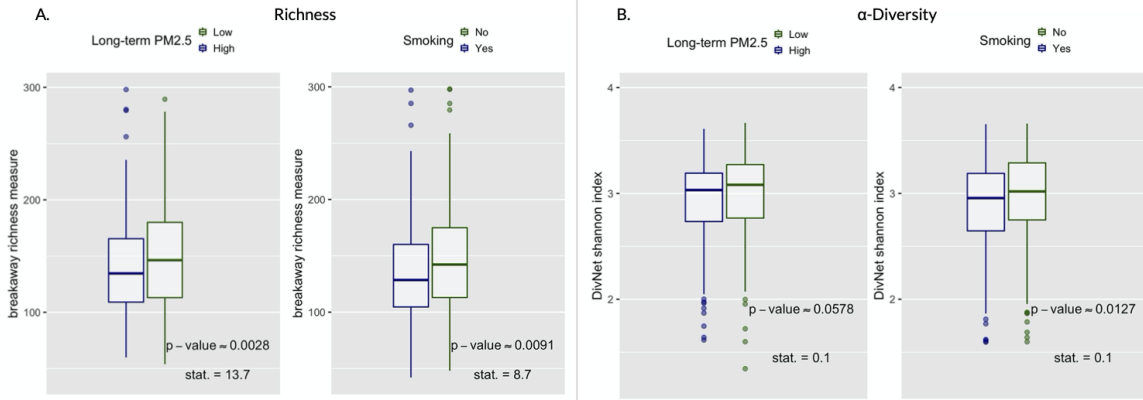 A.
Richness
Long-term PM2.5
Low
High
Smoking
No
Yes
breakaway richness measure
300
200
100
p – value ≈ 0.0028
stat. = 13.7
breakaway richness measure
300
200
100
p – value ≈ 0.0091
stat. = 8.7
B.
α-Diversity
Long-term PM2.5
Low
High
Smoking
No
Yes
DivNet shannon index
4
3
2
p – value ≈ 0.0578
stat. = 0.1
DivNet shannon index
4
3
2
p – value ≈ 0.0127
stat. = 0.1